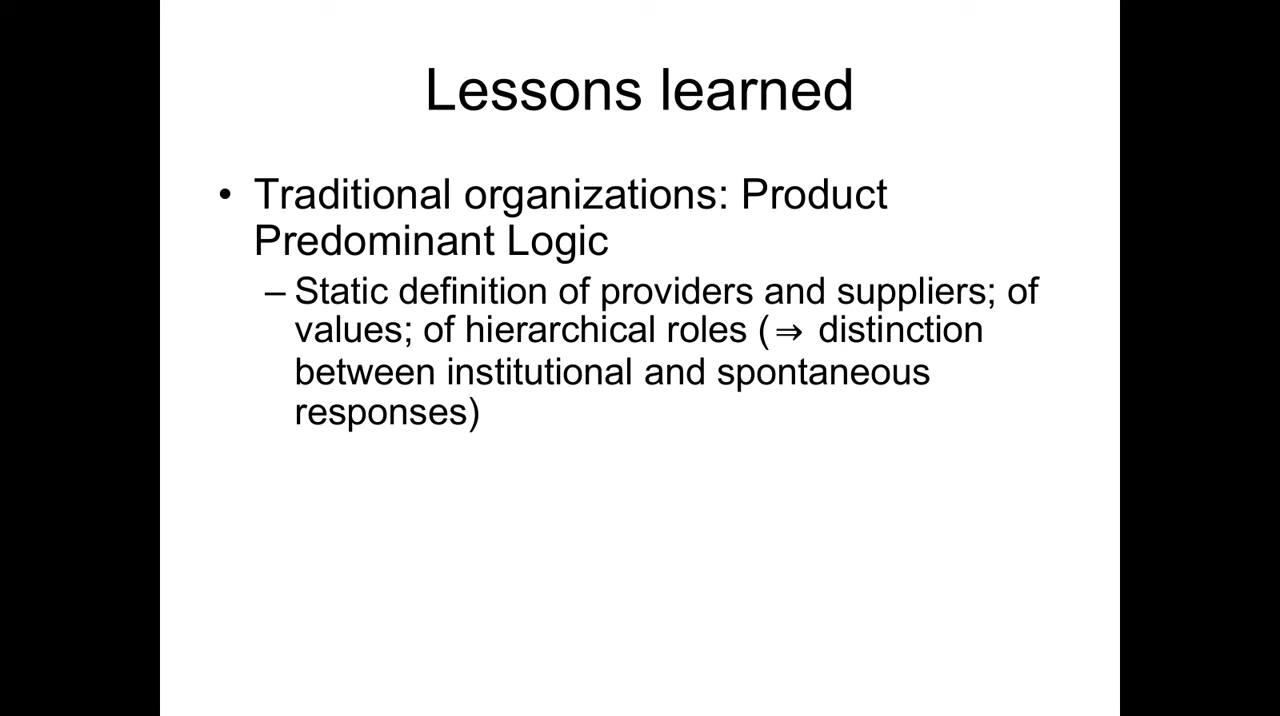 Lessons learned
• Traditional organizations: Product
Predominant Logic
– Static definition of providers and suppliers; of
values; of hierarchical roles (⇒ distinction
between institutional and spontaneous
responses)